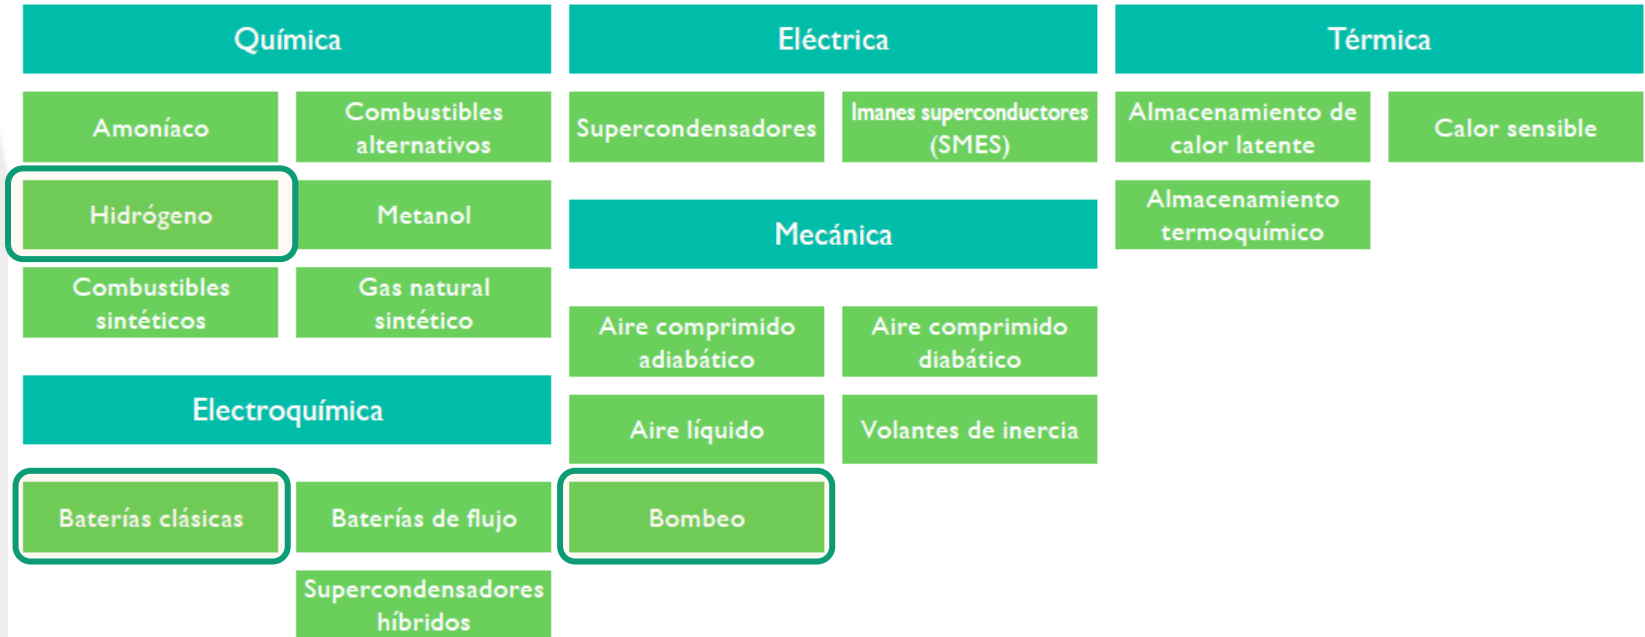 Química
Amoníaco
Combustibles
alternativos
Hidrógeno
Metanol
Combustibles
sintéticos
Gas natural
sintético
Electroquímica
Baterías clásicas
Baterías de flujo
Supercondensadores
híbridos
Eléctrica
Supercondensadores
Imanes superconductores
(SMES)
Mecánica
Aire comprimido
adiabático
Aire comprimido
diabático
Aire líquido
Volantes de inercia
Bombeo
Térmica
Almacenamiento de
calor latente
Calor sensible
Almacenamiento
termoquímico